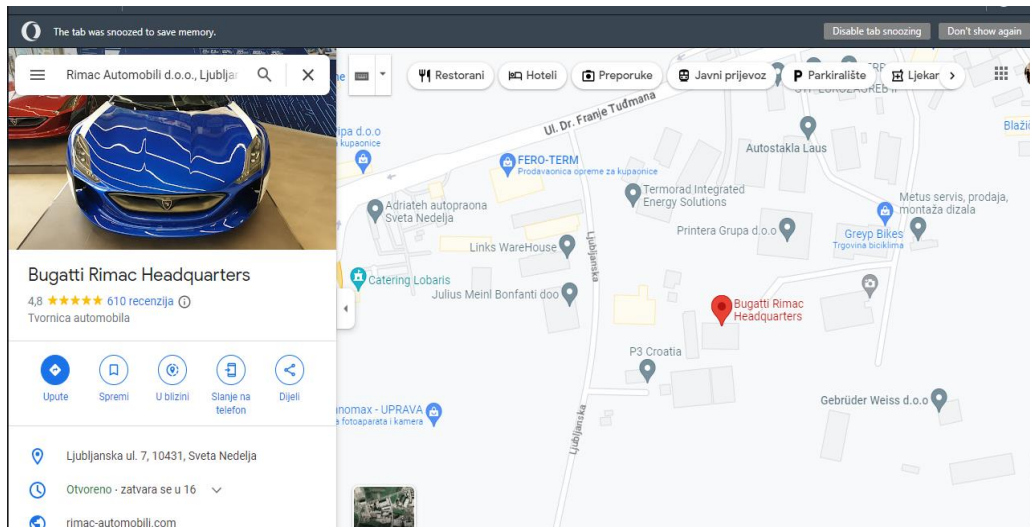 The tab was snoozed to save memory.
Disable tab snoozing
Don't show again
Rimac Automobili d.o.o., Ljublja
Restorani
Hoteli
Preporuke
Javni prijevoz
Parkiralište
Ljekar
Bugatti Rimac Headquarters
4,8
610 recenzija
Tvornica automobila
Upute
Spremi
U blizini
Slanje na
telefon
Dijeli
Ljubljanska ul. 7, 10431, Sveta Nedelja
Otvoreno · zatvara se u 16
rimac-automobili.com
Ul. Dr. Franje Tuđmana
Blažić
Autostakla Laus
ipa d.o.o
kupaonice
FERO-TERM
Prodavaonica opreme za kupaonice
Termorad Integrated
Energy Solutions
Metus servis, prodaja,
montaža dizala
Adriateh autopraona
Sveta Nedelja
Printera Grupa d.o.o
Greyp Bikes
Trgovina biciklima
Links WareHouse
Ljubljanska
Catering Lobaris
Julius Meinl Bonfanti doo
Bugatti Rimac
Headquarters
P3 Croatia
Gebrüder Weiss d.o.o
nomax - UPRAVA
a fotoaparata i kamera
Ljubljanska